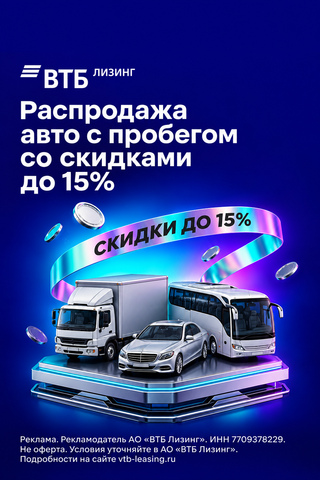 ВТБ ЛИЗИНГ
Распродажа
авто с пробегом
со скидками
до 15%
СКИДКИ ДО 15%
Реклама. Рекламодатель АО «ВТБ Лизинг». ИНН 7709378229.
Не оферта. Условия уточняйте в АО «ВТБ Лизинг».
Подробности на сайте vtb-leasing.ru